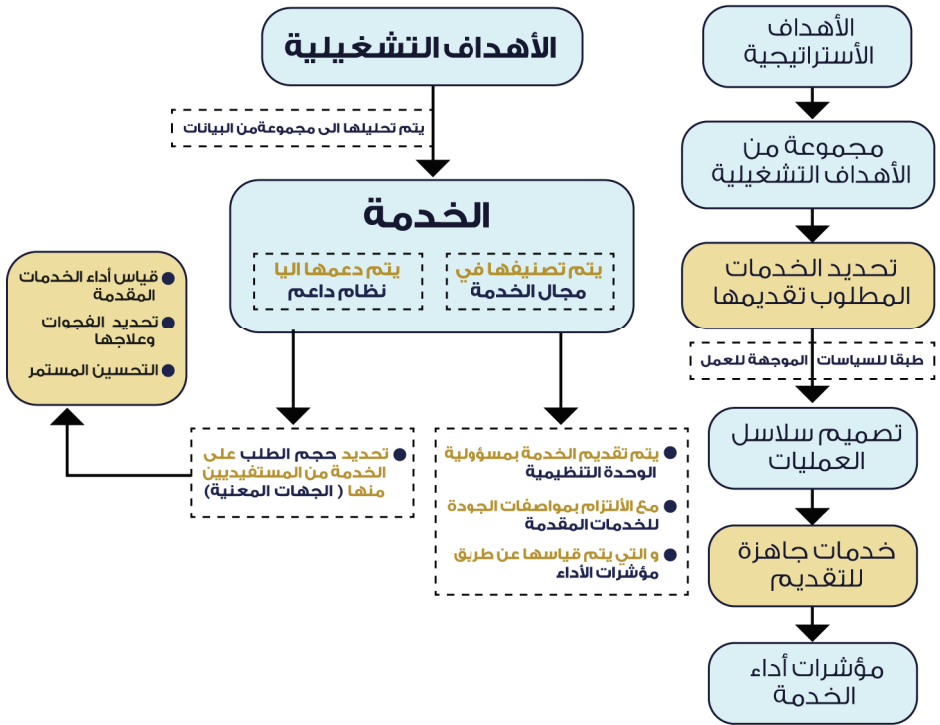 الأهداف
الأستراتيجية
مجموعة من
الأهداف التشغيلية
تحديد الخدمات
المطلوب تقديمها
طبقا للسياسات الموجهة للعمل
تصميم سلاسل
العمليات
خدمات جاهزة
للتقديم
مؤشرات أداء
الخدمة
الأهداف التشغيلية
يتم تحليلها الى مجموعة من البيانات
الخدمة
يتم تصنيفها في
مجال الخدمة
يتم دعمها اليا
نظام داعم
يتم تقديم الخدمة بمسؤولية
الوحدة التنظيمية
مع الألتزام بمواصفات الجودة
للخدمات المقدمة
و التي يتم قياسها عن طريق
مؤشرات الأداء
تحديد حجم الطلب على
الخدمة من المستفيديين
منها ( الجهات المعنية)
قياس أداء الخدمات
المقدمة
تحديد الفجوات
وعلاجها
التحسين المستمر